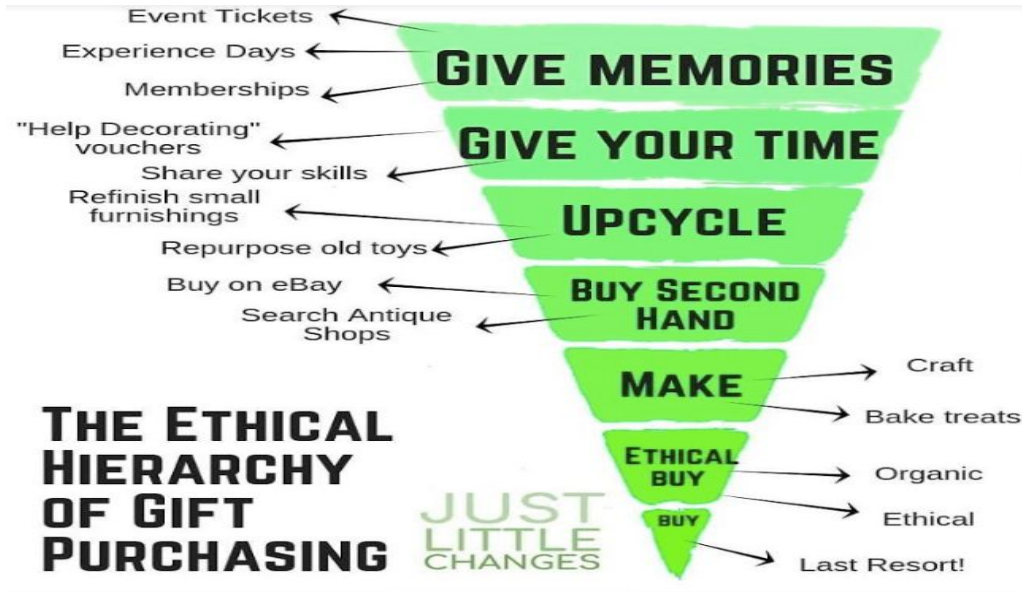 Event Tickets
Experience Days
Memberships
GIVE MEMORIES
"Help Decorating"
vouchers
Share your skills
GIVE YOUR TIME
Refinish small
furnishings
Repurpose old toys
UPCYCLE
Buy on eBay
Search Antique
Shops
BUY SECOND
HAND
MAKE
Craft
Bake treats
ETHICAL
BUY
Organic
Ethical
BUY
Last Resort!
THE ETHICAL
HIERARCHY
OF GIFT
PURCHASING
JUST
LITTLE
CHANGES